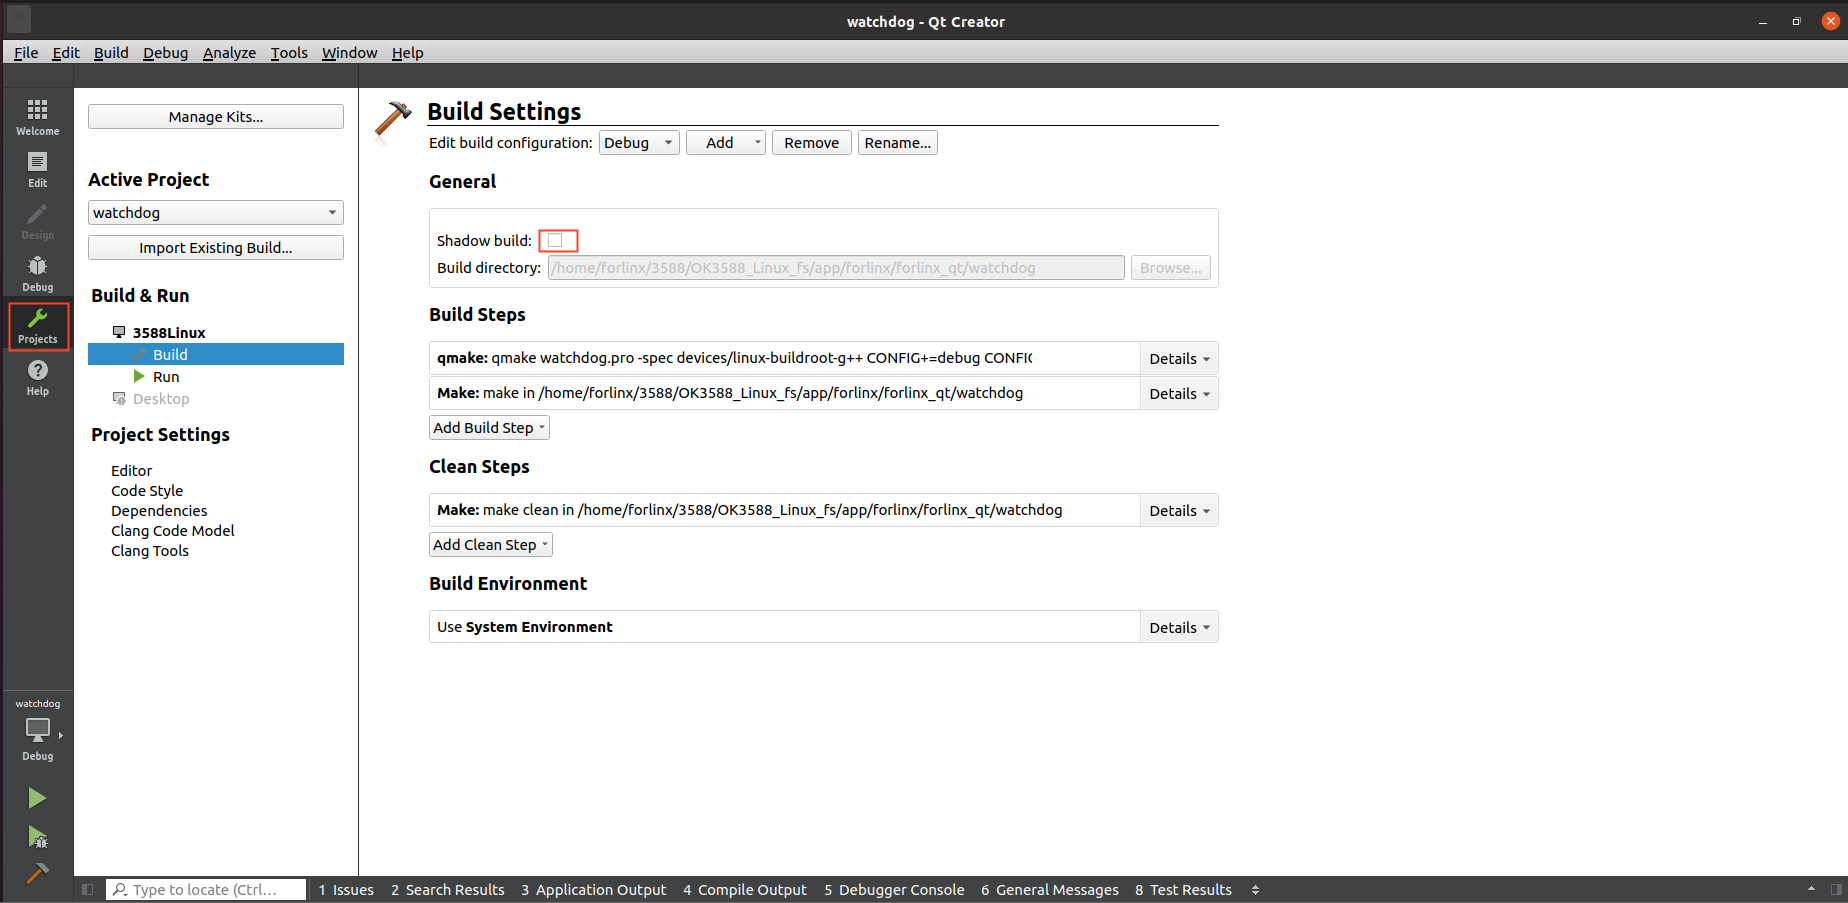 watchdog - Qt Creator
File Edit Build Debug Analyze Tools Window Help
Welcome
Edit
Design
Debug
Projects
Help
Manage Kits...
Active Project
watchdog
Import Existing Build...
Build & Run
3588Linux
Build
Run
Desktop
Project Settings
Editor
Code Style
Dependencies
Clang Code Model
Clang Tools
Build Settings
Edit build configuration: Debug Add Remove Rename...
General
Shadow build:
Build directory: /home/forlinx/3588/OK3588_Linux_fs/app/forlinx/forlinx_qt/watchdog Browse...
Build Steps
qmake: qmake watchdog.pro -spec devices/linux-buildroot-g++ CONFIG+=debug CONFIG Details
Make: make in /home/forlinx/3588/OK3588_Linux_fs/app/forlinx/forlinx_qt/watchdog Details
Add Build Step
Clean Steps
Make: make clean in /home/forlinx/3588/OK3588_Linux_fs/app/forlinx/forlinx_qt/watchdog Details
Add Clean Step
Build Environment
Use System Environment Details
watchdog
Debug
Type to locate (Ctrl... 1 Issues 2 Search Results 3 Application Output 4 Compile Output 5 Debugger Console 6 General Messages 8 Test Results